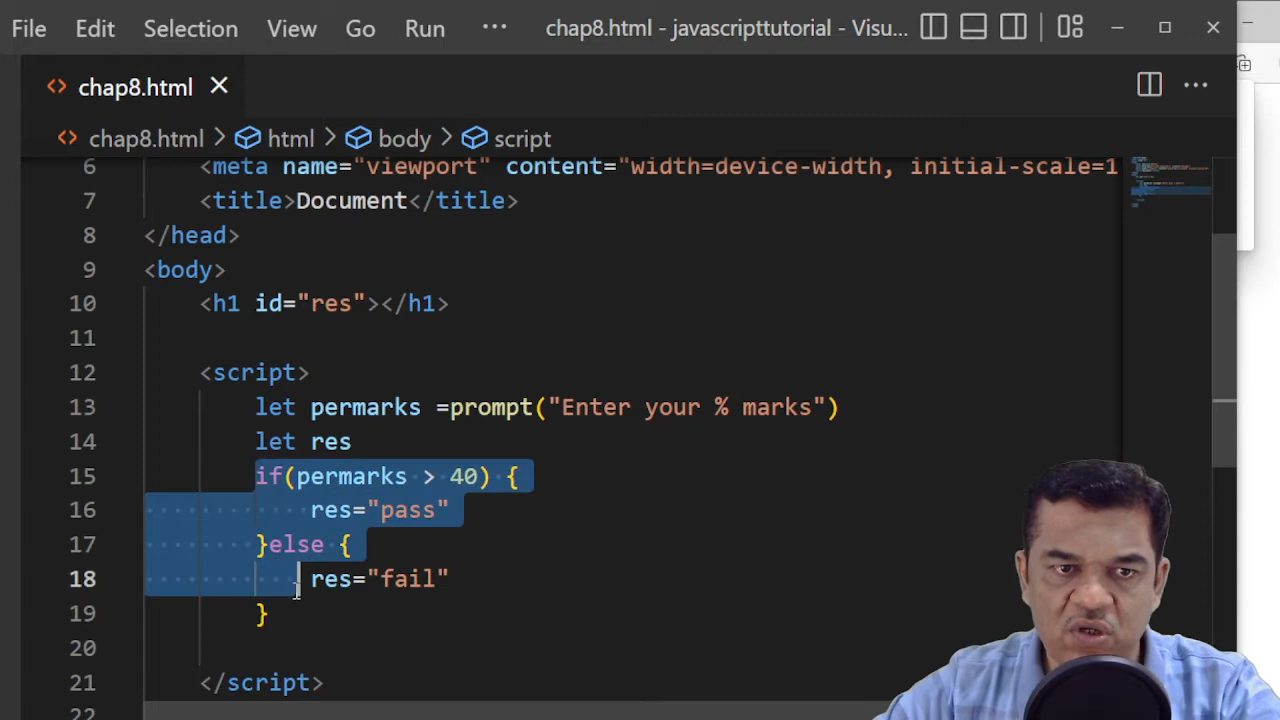 File Edit Selection View Go Run ··· chap8.html - javascripttutorial - Visu...
<> chap8.html ×
<> chap8.html > html > body > script
6 <meta name="viewport" content="width=device-width, initial-scale=1
7 <title>Document</title>
8 </head>
9 <body>
10 <h1 id="res"></h1>
11
12 <script>
13 let permarks =prompt("Enter your % marks")
14 let res
15 if(permarks > 40) {
16 res="pass"
17 }else {
18 res="fail"
19 }
20
21 </script>
22